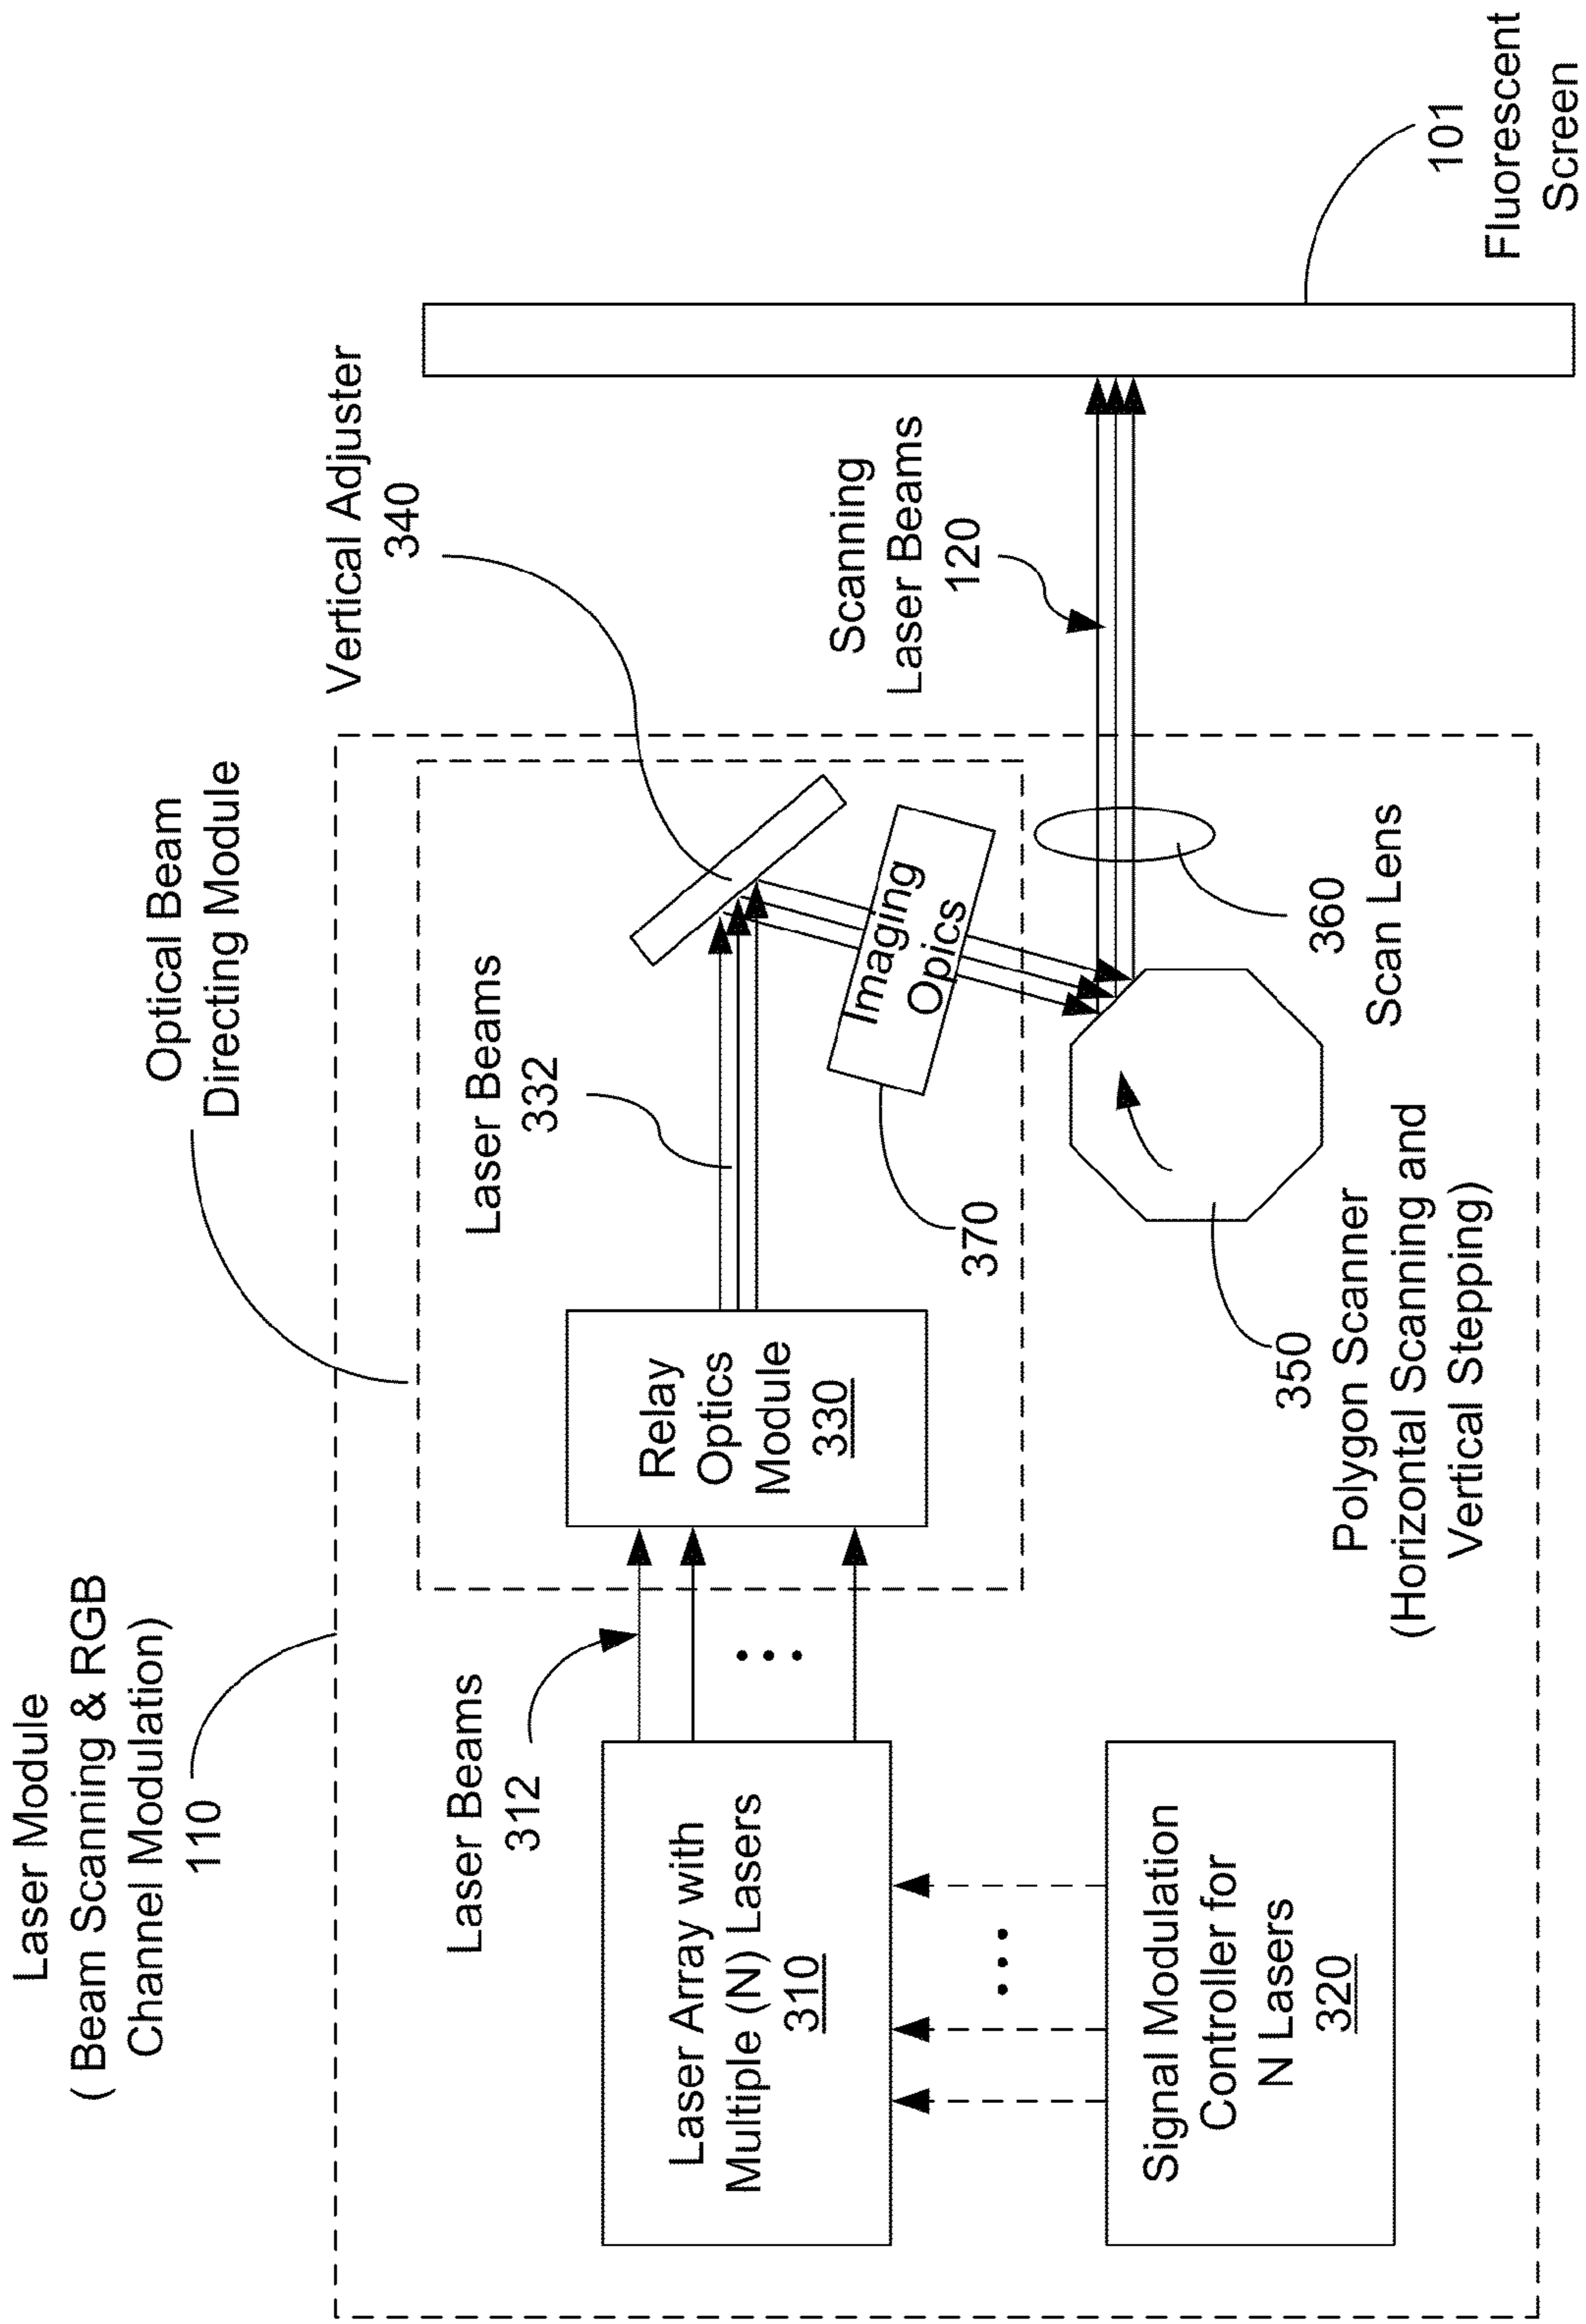 Laser Module
( Beam Scanning & RGB
Channel Modulation)
110
Optical Beam
Directing Module
Vertical Adjuster
340
Laser Beams
312
Laser Beams
332
Relay
Optics
Module
330
Imaging
Opics
370
Laser Array with
Multiple (N) Lasers
310
Signal Modulation
Controller for
N Lasers
320
350
Polygon Scanner
(Horizontal Scanning and
Vertical Stepping)
360
Scan Lens
Scanning
Laser Beams
120
101
Fluorescent
Screen